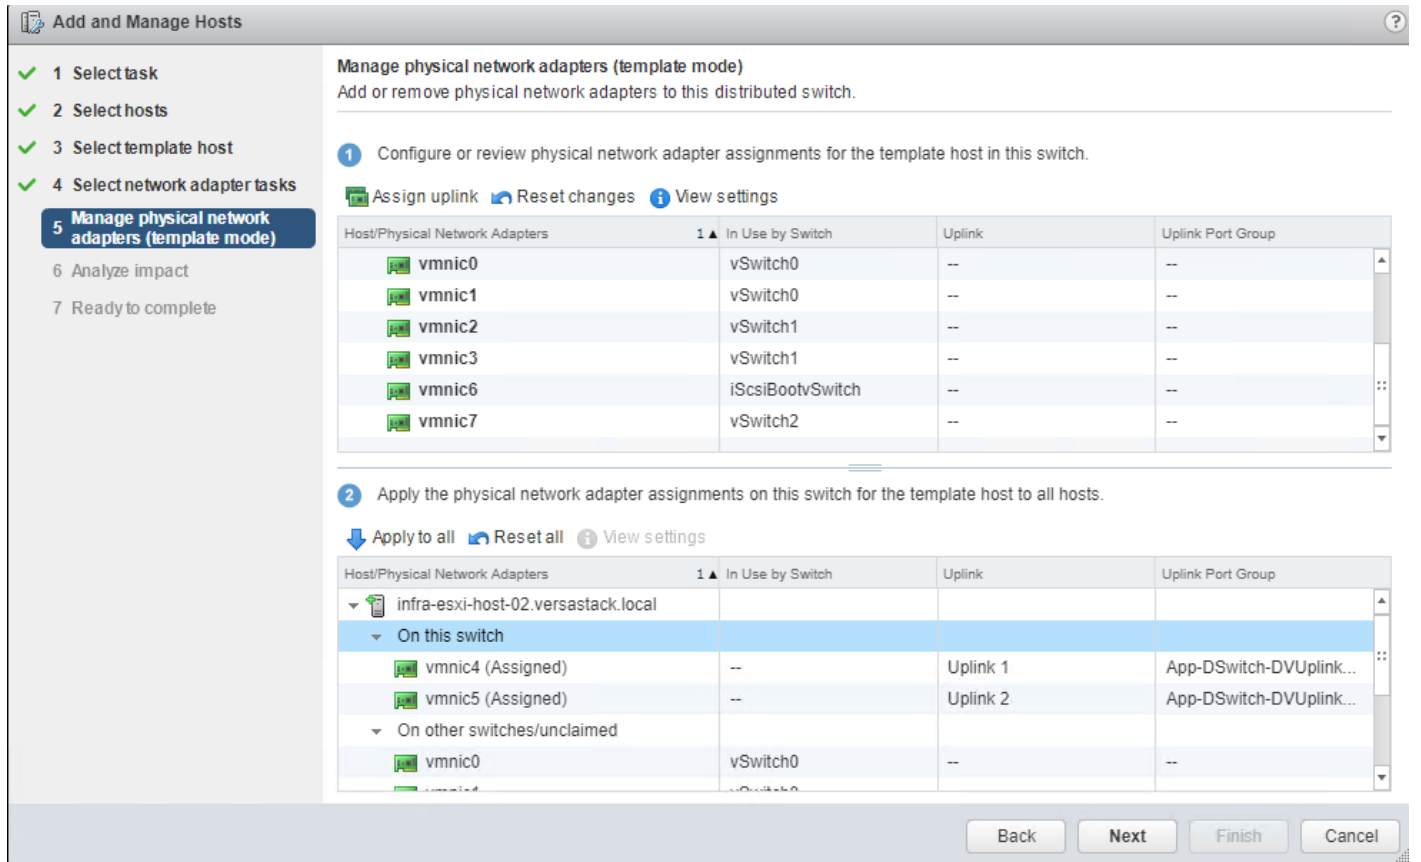 Add and Manage Hosts
?
1 Select task
2 Select hosts
3 Select template host
4 Select network adapter tasks
5 Manage physical network
adapters (template mode)
6 Analyze impact
7 Ready to complete
Manage physical network adapters (template mode)
Add or remove physical network adapters to this distributed switch.
1 Configure or review physical network adapter assignments for the template host in this switch.
Assign uplink Reset changes View settings
Host/Physical Network Adapters 1 ▲ In Use by Switch Uplink Uplink Port Group
vmnic0 vSwitch0 -- --
vmnic1 vSwitch0 -- --
vmnic2 vSwitch1 -- --
vmnic3 vSwitch1 -- --
vmnic6 iScsiBootvSwitch -- --
vmnic7 vSwitch2 -- --
2 Apply the physical network adapter assignments on this switch for the template host to all hosts.
Apply to all Reset all View settings
Host/Physical Network Adapters 1 ▲ In Use by Switch Uplink Uplink Port Group
infra-esxi-host-02.versastack.local
On this switch
vmnic4 (Assigned) -- Uplink 1 App-DSwitch-DVUplink...
vmnic5 (Assigned) -- Uplink 2 App-DSwitch-DVUplink...
On other switches/unclaimed
vmnic0 vSwitch0 -- --
Back Next Finish Cancel